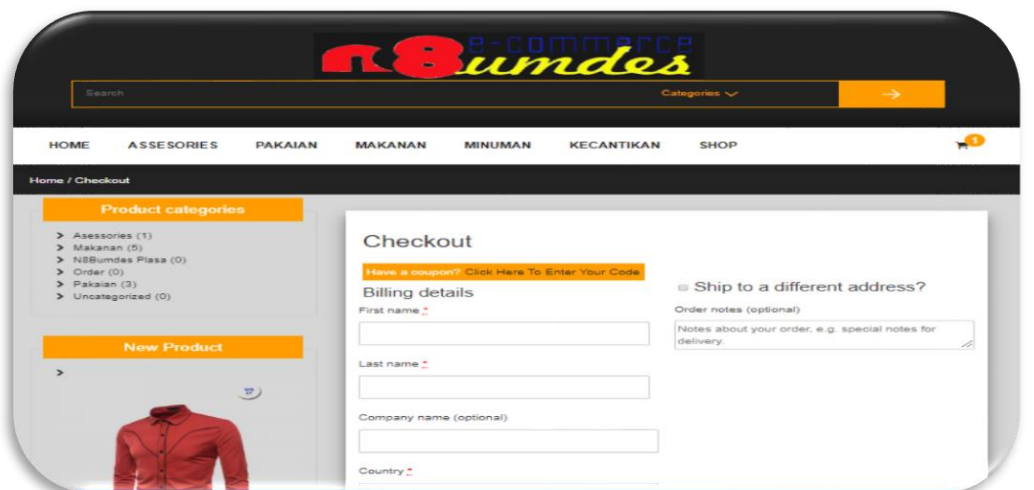 e-commerce
n8Bumdes
Search
Categories
HOME ASSESORIES PAKAIAN MAKANAN MINUMAN KECANTIKAN SHOP
1
Home / Checkout
Product categories
Asessories (1)
Makanan (5)
N8Bumdes Plasa (0)
Order (0)
Pakaian (3)
Uncategorized (0)
New Product
Checkout
Have a coupon? Click Here To Enter Your Code
Billing details
First name *
Last name *
Company name (optional)
Country *
Ship to a different address?
Order notes (optional)
Notes about your order, e.g. special notes for
delivery.